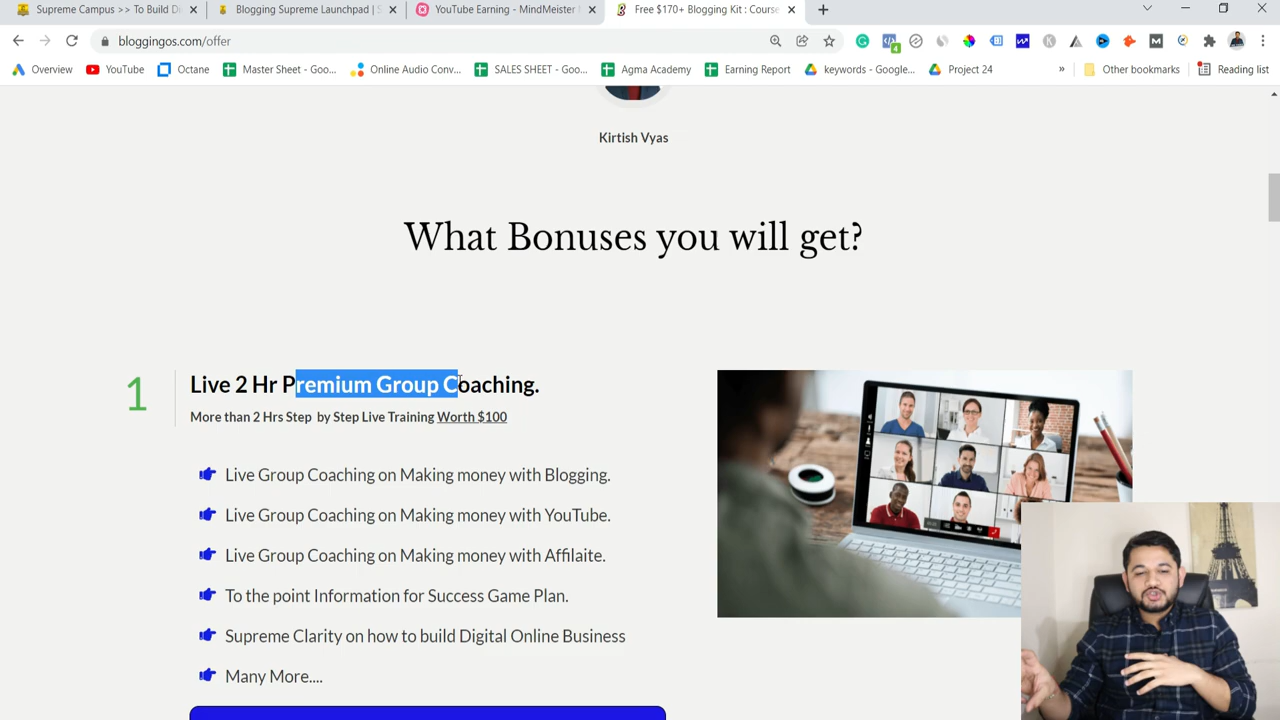 Supreme Campus >> To Build Di
Blogging Supreme Launchpad | S
YouTube Earning - MindMeister
Free $170+ Blogging Kit : Course
bloggingos.com/offer
4
Overview
YouTube
Octane
Master Sheet - Goo...
Online Audio Conv...
SALES SHEET - Goo...
Agma Academy
Earning Report
keywords - Google...
Project 24
»
Other bookmarks
Reading list
Kirtish Vyas
What Bonuses you will get?
1
Live 2 Hr Premium Group Coaching.
More than 2 Hrs Step by Step Live Training Worth $100
Live Group Coaching on Making money with Blogging.
Live Group Coaching on Making money with YouTube.
Live Group Coaching on Making money with Affilaite.
To the point Information for Success Game Plan.
Supreme Clarity on how to build Digital Online Business
Many More....